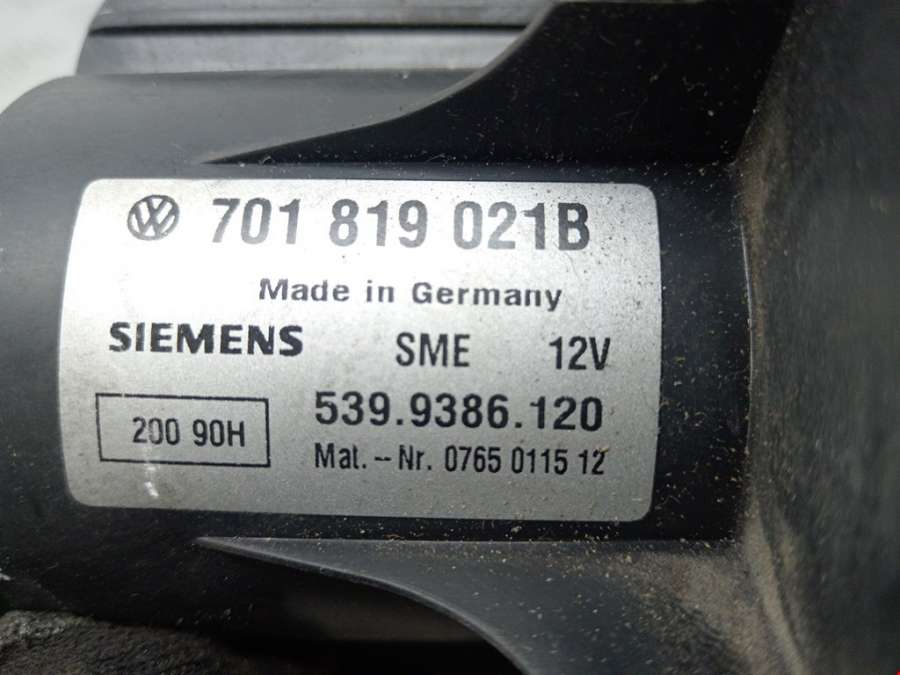 VW 701 819 021B
Made in Germany
SIEMENS SME 12V
539.9386.120
200 90H
Mat.-Nr. 0765 0115 12